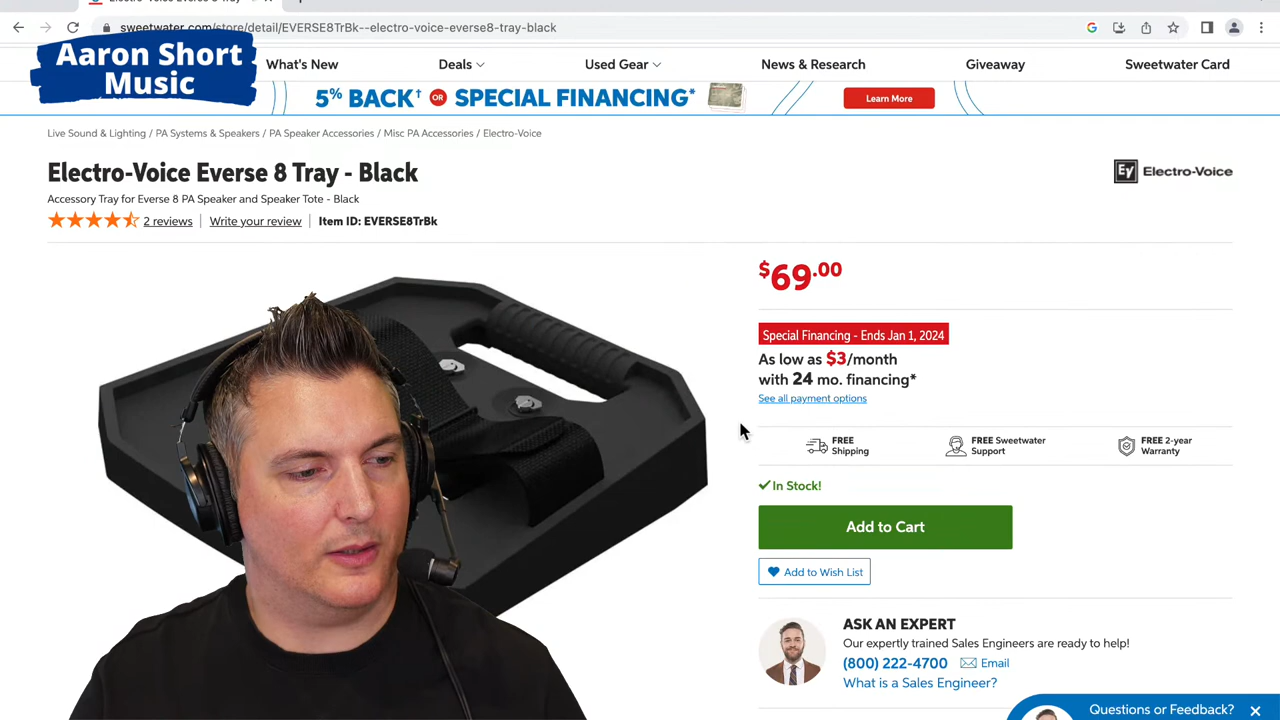 sweetwater.com/store/detail/EVERSE8TrBk--electro-voice-everse8-tray-black
Aaron Short
Music
What's New
Deals
Used Gear
News & Research
Giveaway
Sweetwater Card
5% BACK† OR SPECIAL FINANCING*
Learn More
Live Sound & Lighting / PA Systems & Speakers / PA Speaker Accessories / Misc PA Accessories / Electro-Voice
Electro-Voice Everse 8 Tray - Black
EV Electro-Voice
Accessory Tray for Everse 8 PA Speaker and Speaker Tote - Black
2 reviews | Write your review | Item ID: EVERSE8TrBk
$69.00
Special Financing - Ends Jan 1, 2024
As low as $3/month
with 24 mo. financing*
See all payment options
FREE
Shipping
FREE Sweetwater
Support
FREE 2-year
Warranty
In Stock!
Add to Cart
Add to Wish List
ASK AN EXPERT
Our expertly trained Sales Engineers are ready to help!
(800) 222-4700
Email
What is a Sales Engineer?
Questions or Feedback?